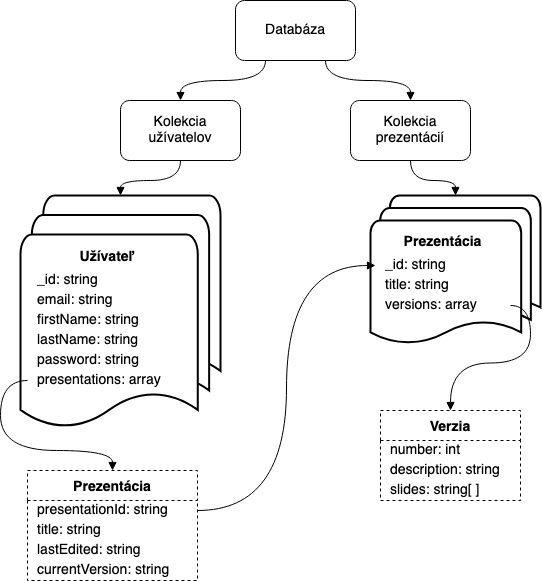 Databáza
Kolekcia
užívatelov
Kolekcia
prezentácií
Užívateľ
_id: string
email: string
firstName: string
lastName: string
password: string
presentations: array
Prezentácia
_id: string
title: string
versions: array
Prezentácia
presentationId: string
title: string
lastEdited: string
currentVersion: string
Verzia
number: int
description: string
slides: string[ ]